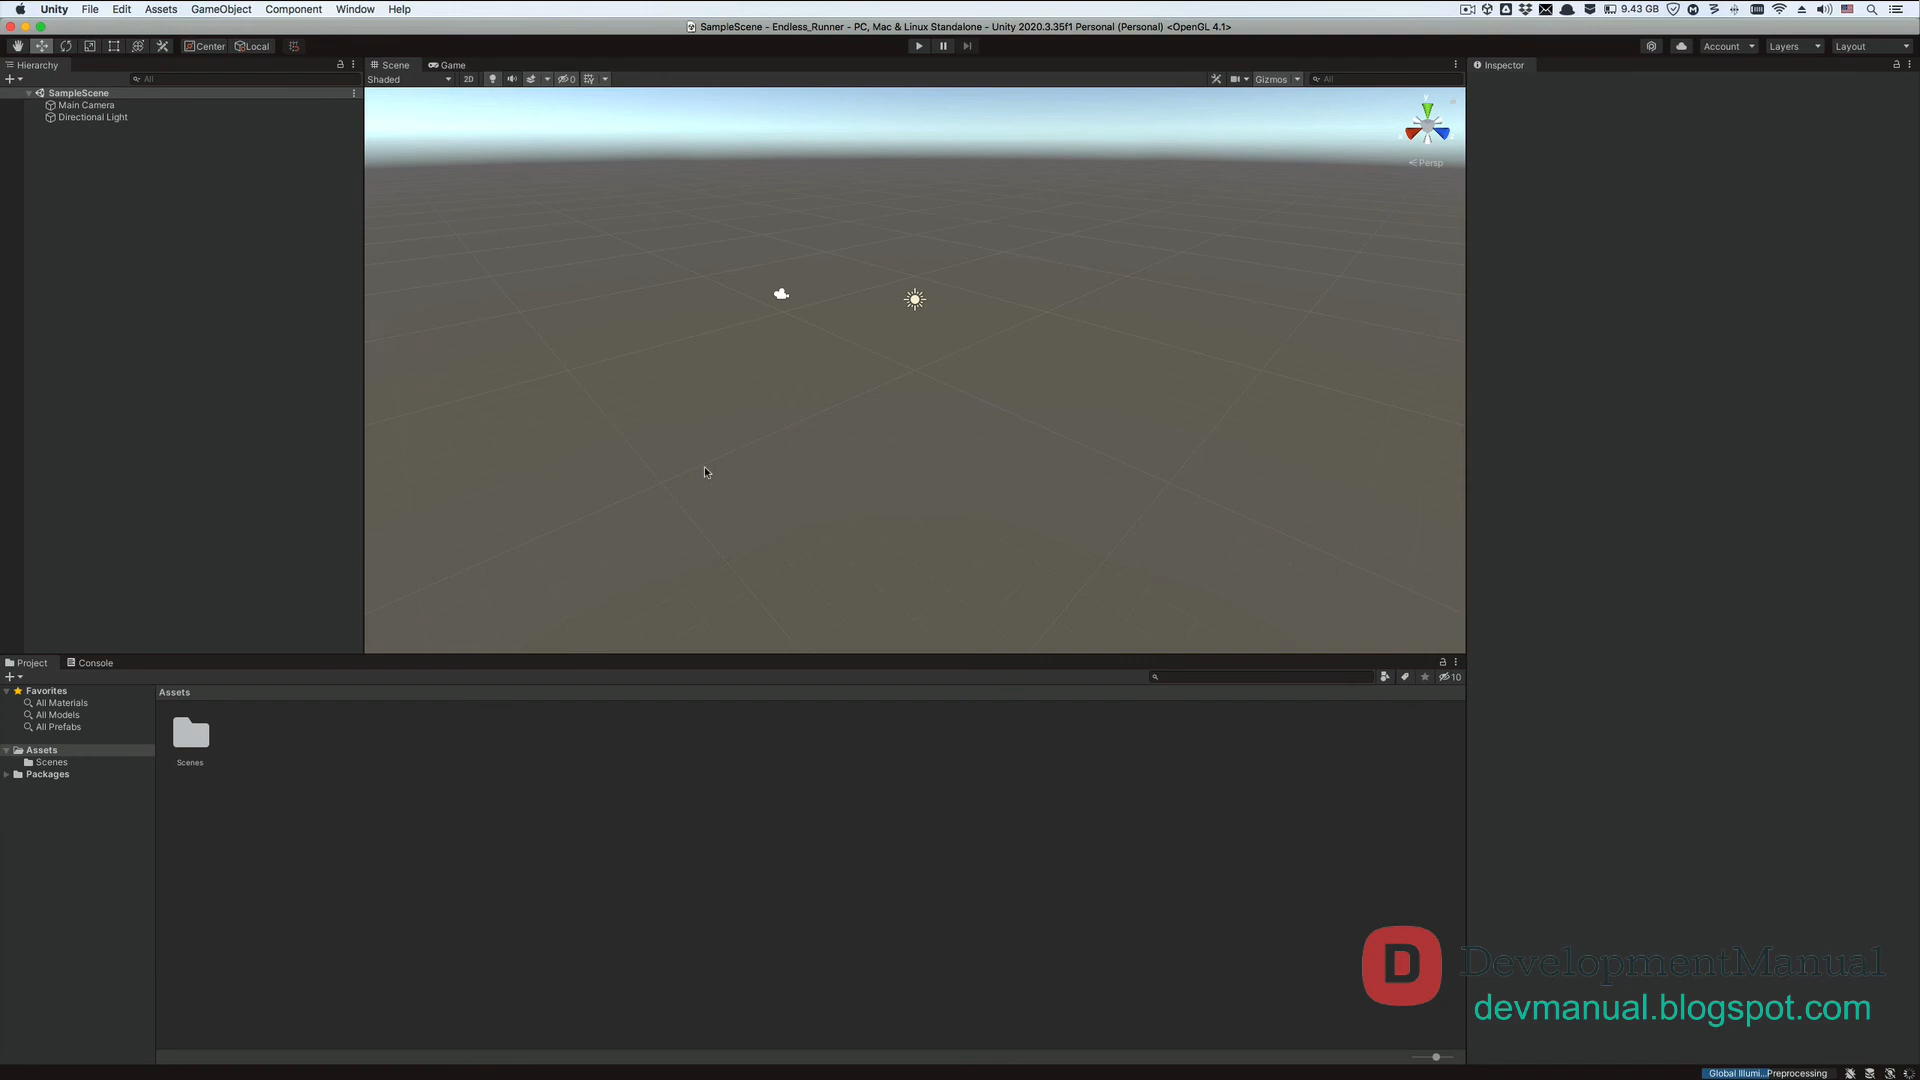 Unity File Edit Assets GameObject Component Window Help
9.43 GB
SampleScene - Endless_Runner - PC, Mac & Linux Standalone - Unity 2020.3.35f1 Personal (Personal) <OpenGL 4.1>
Center Local
Account Layers Layout
Hierarchy
All
SampleScene
Main Camera
Directional Light
Scene Game
Shaded 2D 0 Gizmos All
y
Persp
Inspector
Project Console
10
Favorites
All Materials
All Models
All Prefabs
Assets
Scenes
Packages
Assets
Scenes
D DevelopmentManual
devmanual.blogspot.com
Global Illumi...Preprocessing